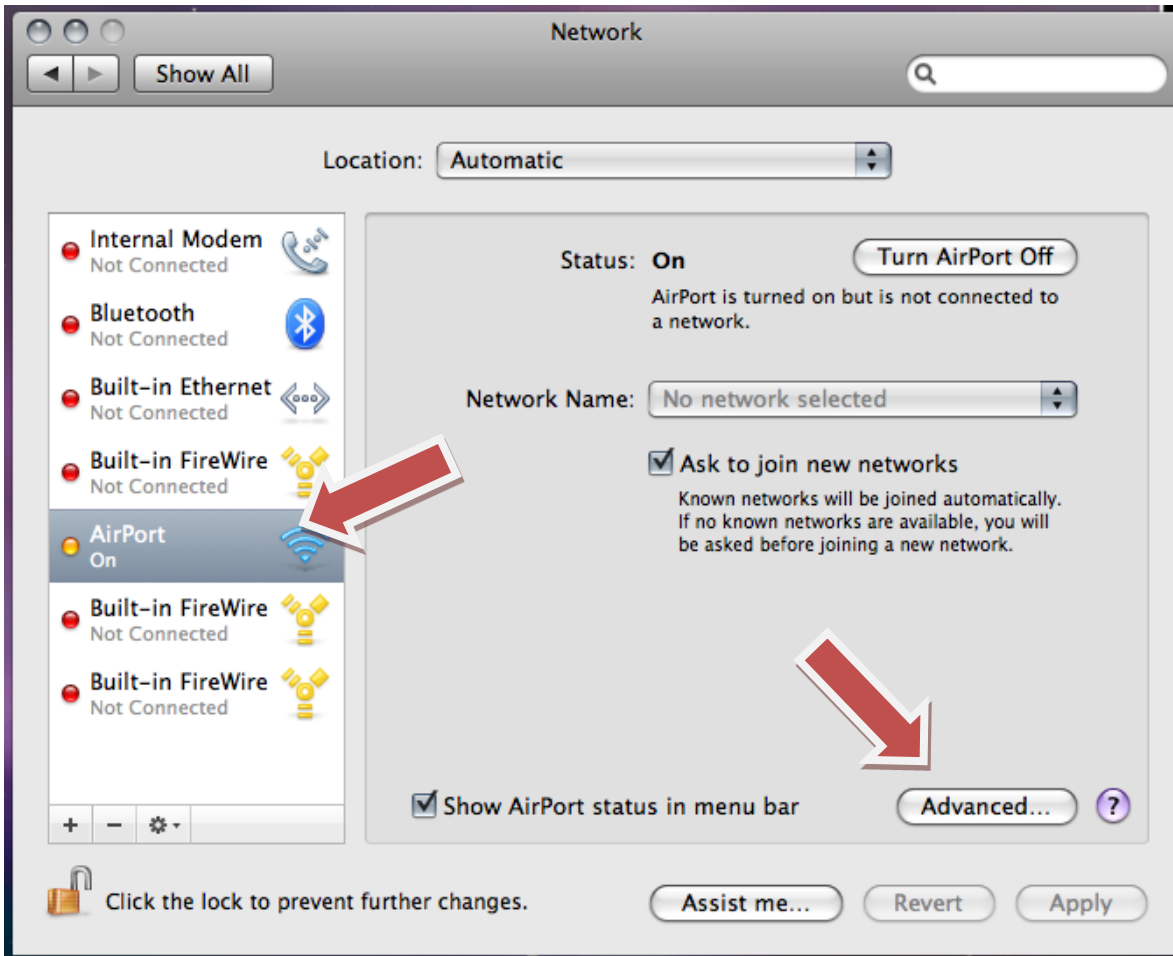 Network
Show All
Location: Automatic
Internal Modem
Not Connected
Bluetooth
Not Connected
Built-in Ethernet
Not Connected
Built-in FireWire
Not Connected
AirPort
On
Built-in FireWire
Not Connected
Built-in FireWire
Not Connected
Status: On
Turn AirPort Off
AirPort is turned on but is not connected to
a network.
Network Name: No network selected
Ask to join new networks
Known networks will be joined automatically.
If no known networks are available, you will
be asked before joining a new network.
Show AirPort status in menu bar
Advanced...
?
Click the lock to prevent further changes.
Assist me...
Revert
Apply